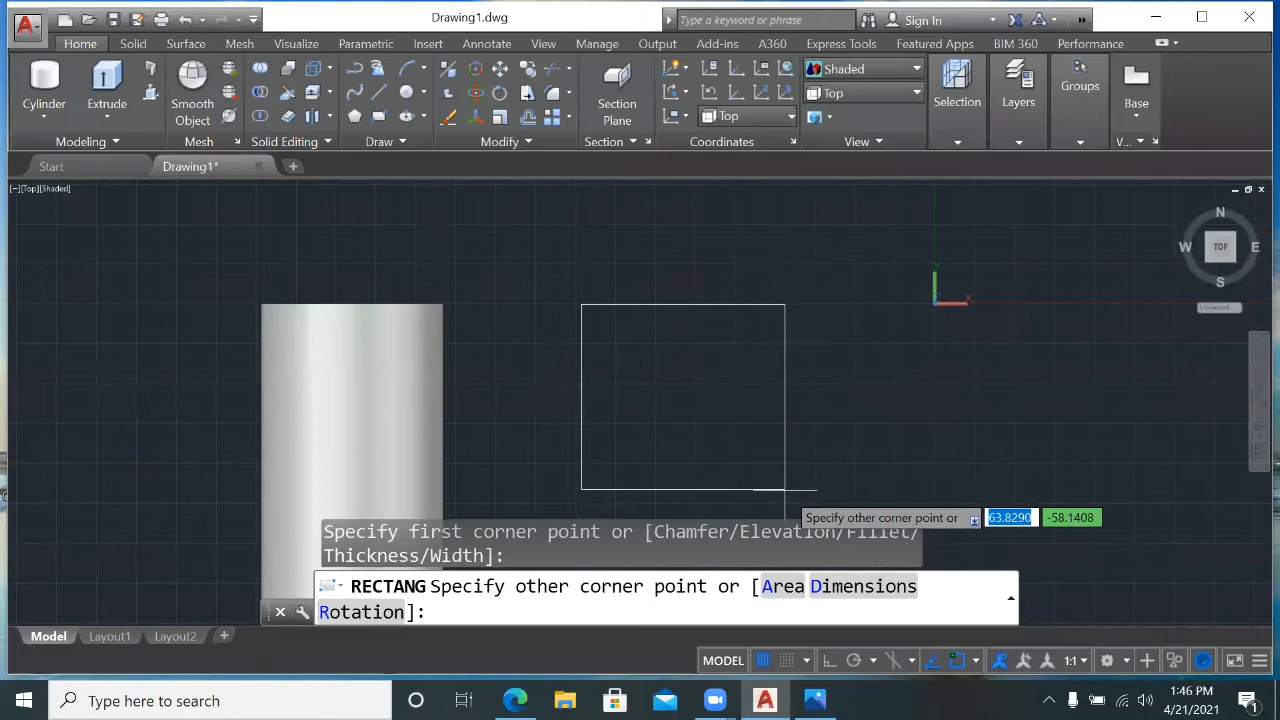 Drawing1.dwg
Type a keyword or phrase
Sign In
Home Solid Surface Mesh Visualize Parametric Insert Annotate View Manage Output Add-ins A360 Express Tools Featured Apps BIM 360 Performance
Cylinder Extrude Smooth Object Section Plane Shaded Top Top Selection Layers Groups Base
Modeling Mesh Solid Editing Draw Modify Section Coordinates View V...
Start Drawing1*
[−][Top][Shaded]
N
W TOP E
S
Unnamed
Y
X
Specify other corner point or 63.8290 -58.1408
Specify first corner point or [Chamfer/Elevation/Fillet/
Thickness/Width]:
RECTANG Specify other corner point or [Area Dimensions
Rotation]:
Model Layout1 Layout2
MODEL 1:1
Type here to search
1:46 PM
4/21/2021
1